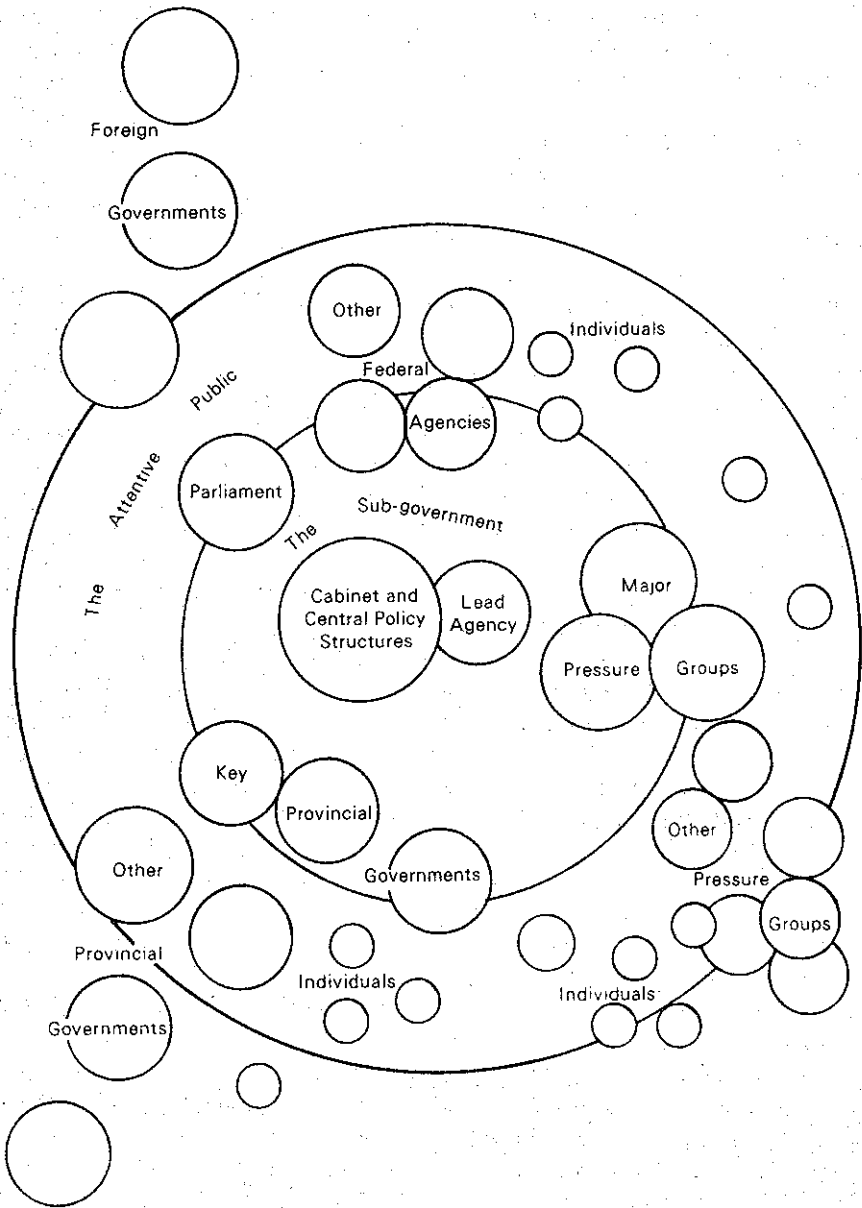 Foreign
Governments
Other
Individuals
Federal
Agencies
The Attentive Public
Parliament
The Sub-government
Cabinet and
Central Policy
Structures
Lead
Agency
Major
Pressure
Groups
Key
Provincial
Governments
Other
Provincial
Governments
Individuals
Other
Pressure
Groups
Individuals